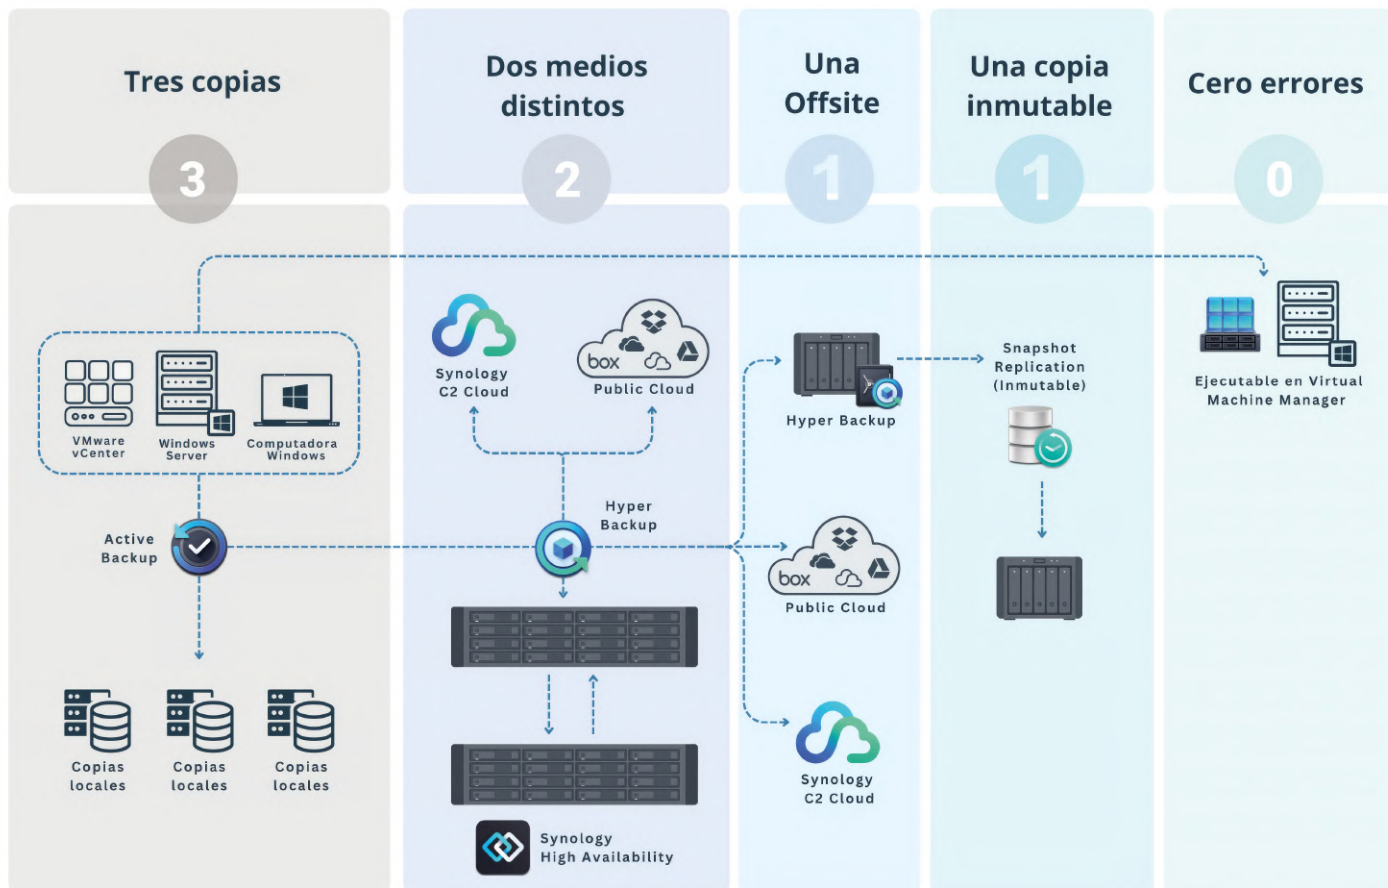 Tres copias
3
Dos medios
distintos
2
Una
Offsite
1
Una copia
inmutable
1
Cero errores
0
VMware
vCenter
Windows
Server
Computadora
Windows
Active
Backup
Copias
locales
Copias
locales
Copias
locales
Synology
C2 Cloud
box
Public Cloud
Hyper
Backup
Synology
High Availability
Hyper Backup
box
Public Cloud
Synology
C2 Cloud
Snapshot
Replication
(Inmutable)
Ejecutable en Virtual
Machine Manager